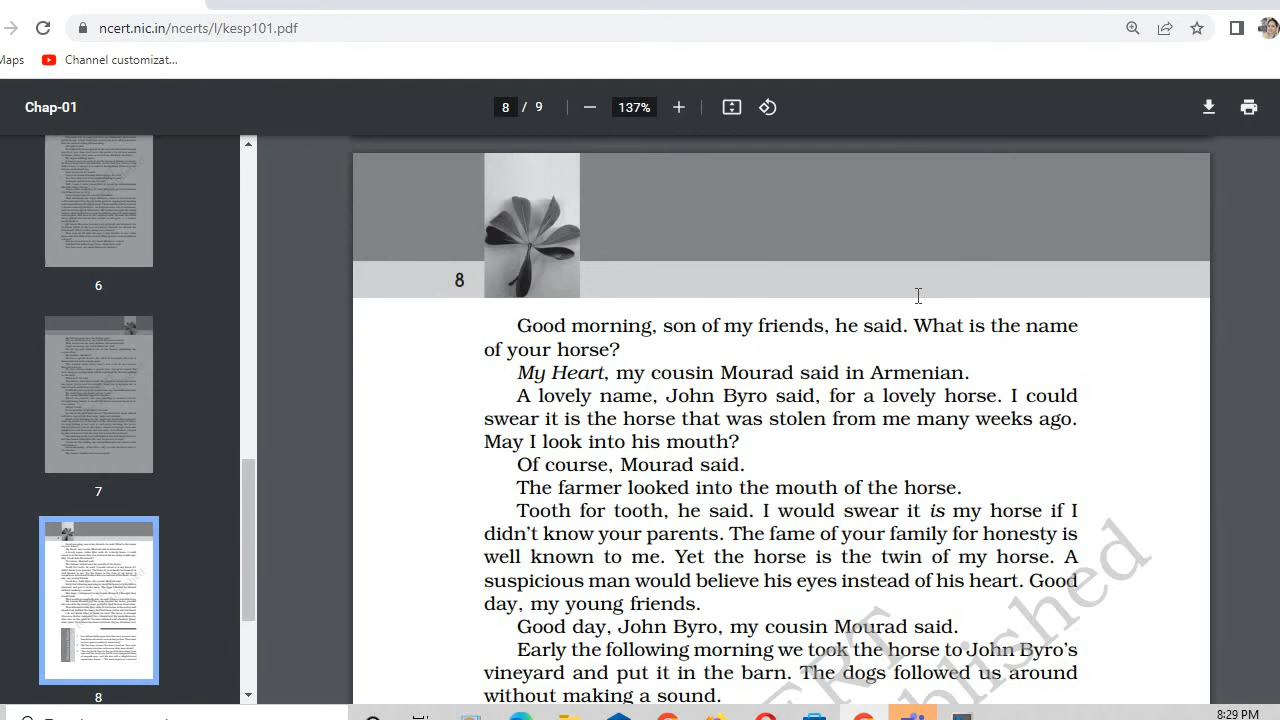 ncert.nic.in/ncerts/l/kesp101.pdf
Maps Channel customizat...
Chap-01
8 / 9
137%
6
7
8
8
Good morning, son of my friends, he said. What is the name
of your horse?
My Heart, my cousin Mourad said in Armenian.
A lovely name, John Byro said, for a lovely horse. I could
swear it is the horse that was stolen from me many weeks ago.
May I look into his mouth?
Of course, Mourad said.
The farmer looked into the mouth of the horse.
Tooth for tooth, he said. I would swear it is my horse if I
didn't know your parents. The fame of your family for honesty is
well known to me. Yet the horse is the twin of my horse. A
suspicious man would believe his eyes instead of his heart. Good
day, my young friends.
Good day, John Byro, my cousin Mourad said.
Early the following morning we took the horse to John Byro's
vineyard and put it in the barn. The dogs followed us around
without making a sound.
8:29 PM